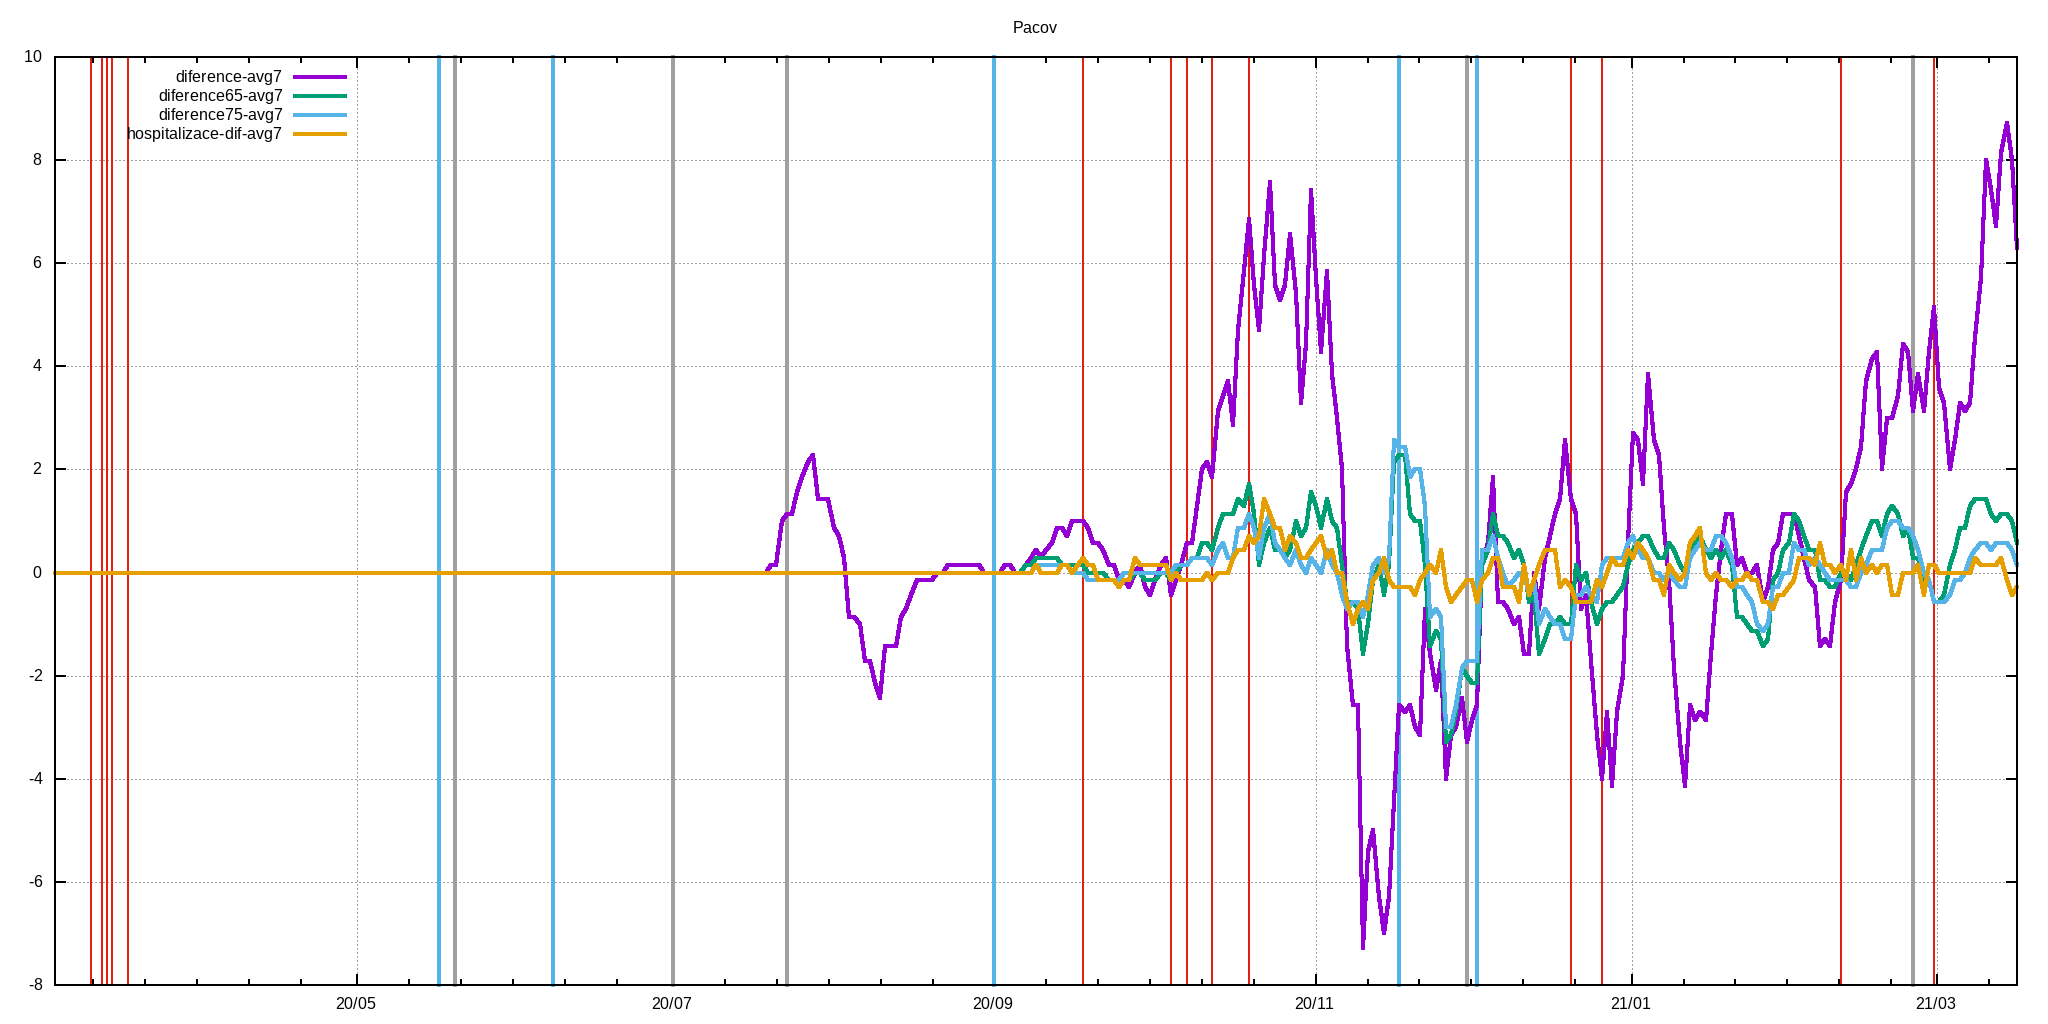 Pacov
10
8
6
4
2
0
-2
-4
-6
-8
diference-avg7
diference65-avg7
diference75-avg7
hospitalizace-dif-avg7
20/05 20/07 20/09 20/11 21/01 21/03